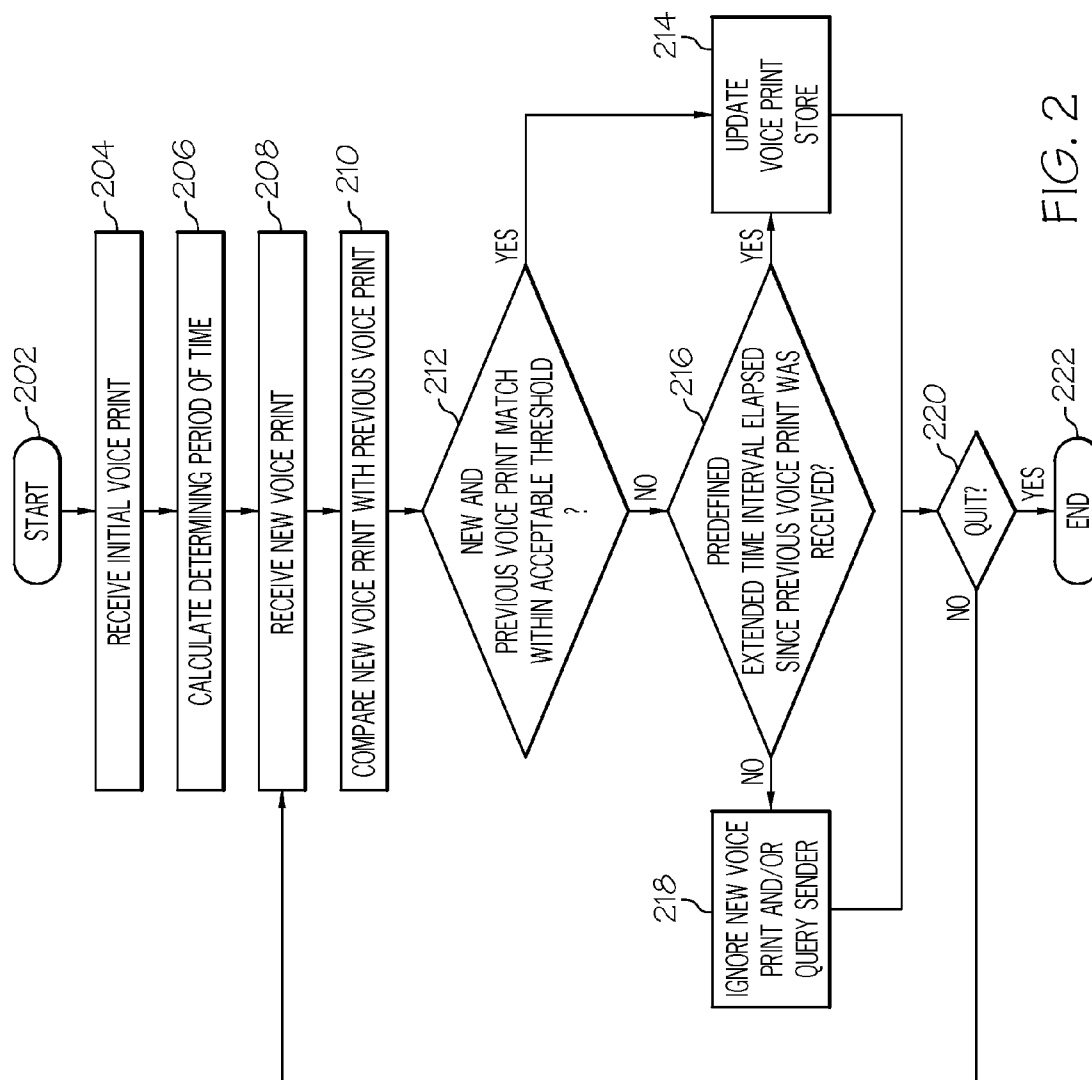 START
202
RECEIVE INITIAL VOICE PRINT
204
CALCULATE DETERMINING PERIOD OF TIME
206
RECEIVE NEW VOICE PRINT
208
COMPARE NEW VOICE PRINT WITH PREVIOUS VOICE PRINT
210
212
NEW AND
PREVIOUS VOICE PRINT MATCH
WITHIN ACCEPTABLE THRESHOLD
?
YES
NO
214
UPDATE
VOICE PRINT
STORE
216
PREDEFINED
EXTENDED TIME INTERVAL ELAPSED
SINCE PREVIOUS VOICE PRINT WAS
RECEIVED?
YES
NO
218
IGNORE NEW VOICE
PRINT AND/OR
QUERY SENDER
220
QUIT?
NO
YES
END
222
FIG. 2